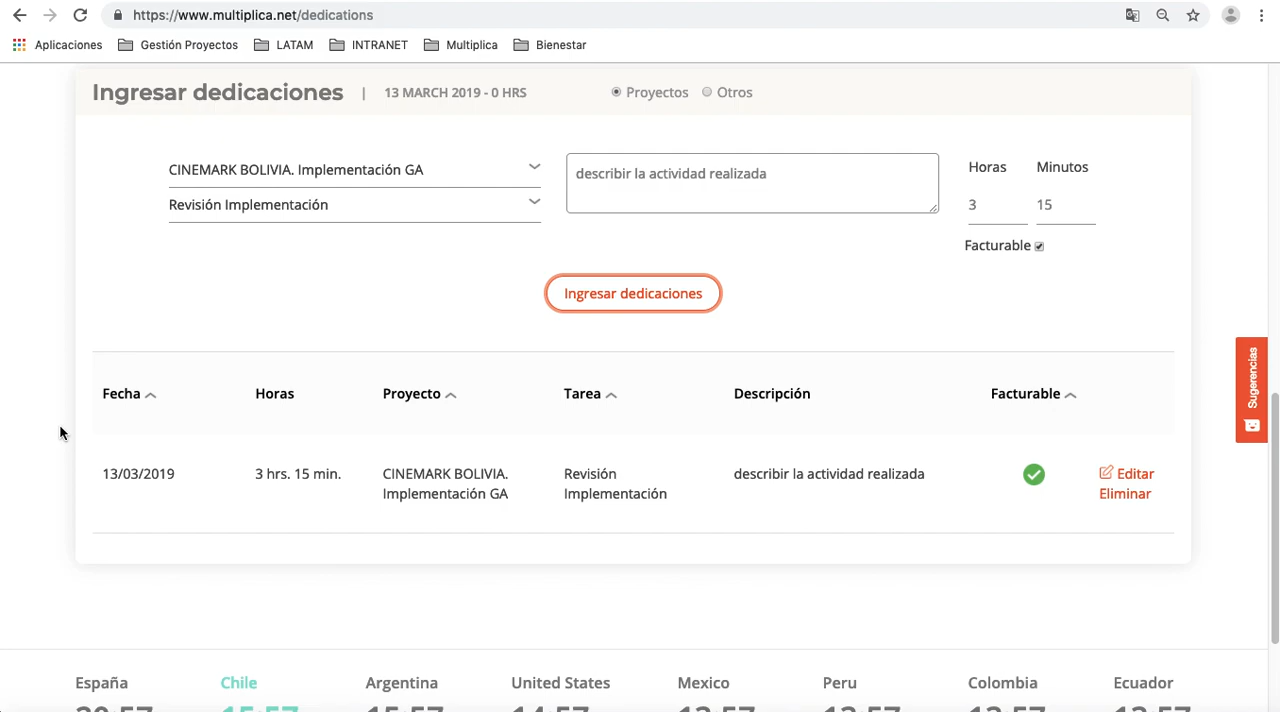 https://www.multiplica.net/dedications
Aplicaciones Gestión Proyectos LATAM INTRANET Multiplica Bienestar
Ingresar dedicaciones | 13 MARCH 2019 - 0 HRS Proyectos Otros
CINEMARK BOLIVIA. Implementación GA
Revisión Implementación
describir la actividad realizada
Horas Minutos
3 15
Facturable
Ingresar dedicaciones
Fecha Horas Proyecto Tarea Descripción Facturable
13/03/2019 3 hrs. 15 min. CINEMARK BOLIVIA. Revisión describir la actividad realizada Editar
Implementación GA Implementación Eliminar
Sugerencias
España Chile Argentina United States Mexico Peru Colombia Ecuador